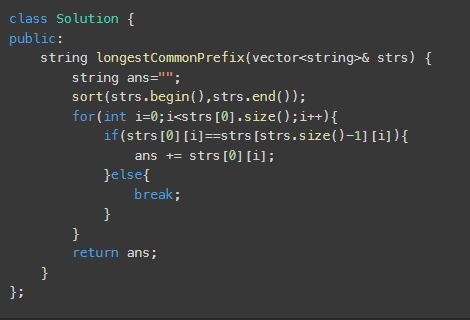 class Solution {
public:
    string longestCommonPrefix(vector<string>& strs) {
        string ans="";
        sort(strs.begin(),strs.end());
        for(int i=0;i<strs[0].size();i++){
            if(strs[0][i]==strs[strs.size()-1][i]){
                ans += strs[0][i];
            }else{
                break;
            }
        }
        return ans;
    }
};